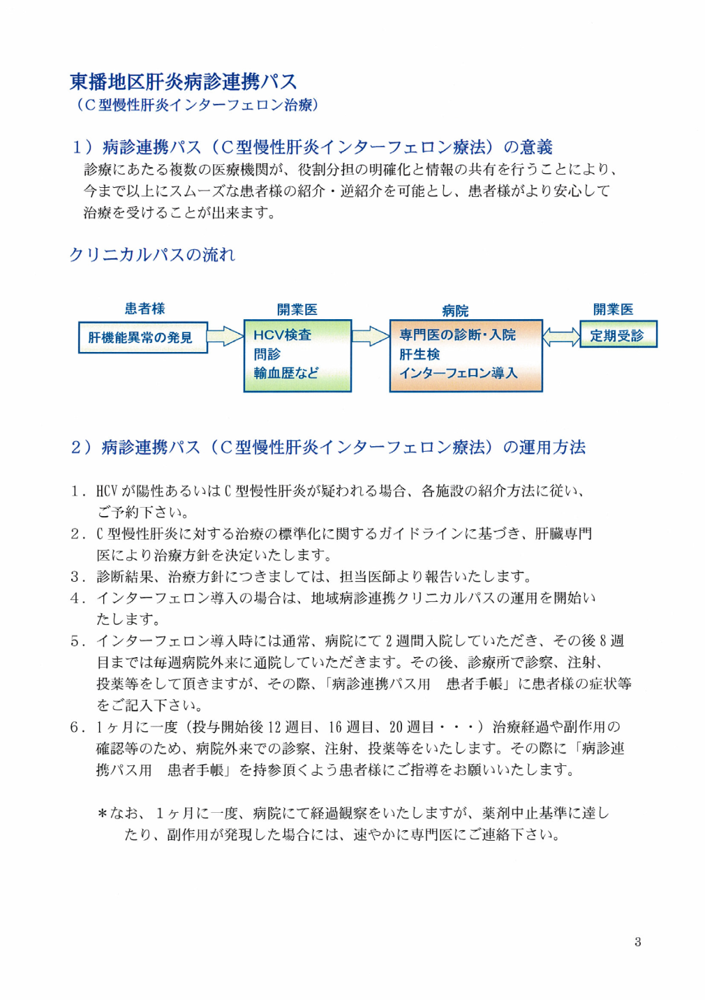 東播地区肝炎病診連携パス
（C型慢性肝炎インターフェロン治療）
１）病診連携パス（C型慢性肝炎インターフェロン療法）の意義
診療にあたる複数の医療機関が、役割分担の明確化と情報の共有を行うことにより、
今まで以上にスムーズな患者様の紹介・逆紹介を可能とし、患者様がより安心して
治療を受けることが出来ます。
クリニカルパスの流れ
患者様
肝機能異常の発見
開業医
HCV検査
問診
輸血歴など
病院
専門医の診断・入院
肝生検
インターフェロン導入
開業医
定期受診
２）病診連携パス（C型慢性肝炎インターフェロン療法）の運用方法
１．HCVが陽性あるいはC型慢性肝炎が疑われる場合、各施設の紹介方法に従い、
ご予約下さい。
２．C型慢性肝炎に対する治療の標準化に関するガイドラインに基づき、肝臓専門
医により治療方針を決定いたします。
３．診断結果、治療方針につきましては、担当医師より報告いたします。
４．インターフェロン導入の場合は、地域病診連携クリニカルパスの運用を開始い
たします。
５．インターフェロン導入時には通常、病院にて2週間入院していただき、その後8週
目までは毎週病院外来に通院していただきます。その後、診療所で診察、注射、
投薬等をして頂きますが、その際、「病診連携パス用　患者手帳」に患者様の症状等
をご記入下さい。
６．1ヶ月に一度（投与開始後12週目、16週目、20週目・・・）治療経過や副作用の
確認等のため、病院外来での診察、注射、投薬等をいたします。その際に「病診連
携パス用　患者手帳」を持参頂くよう患者様にご指導をお願いいたします。
＊なお、１ヶ月に一度、病院にて経過観察をいたしますが、薬剤中止基準に達し
たり、副作用が発現した場合には、速やかに専門医にご連絡下さい。
3